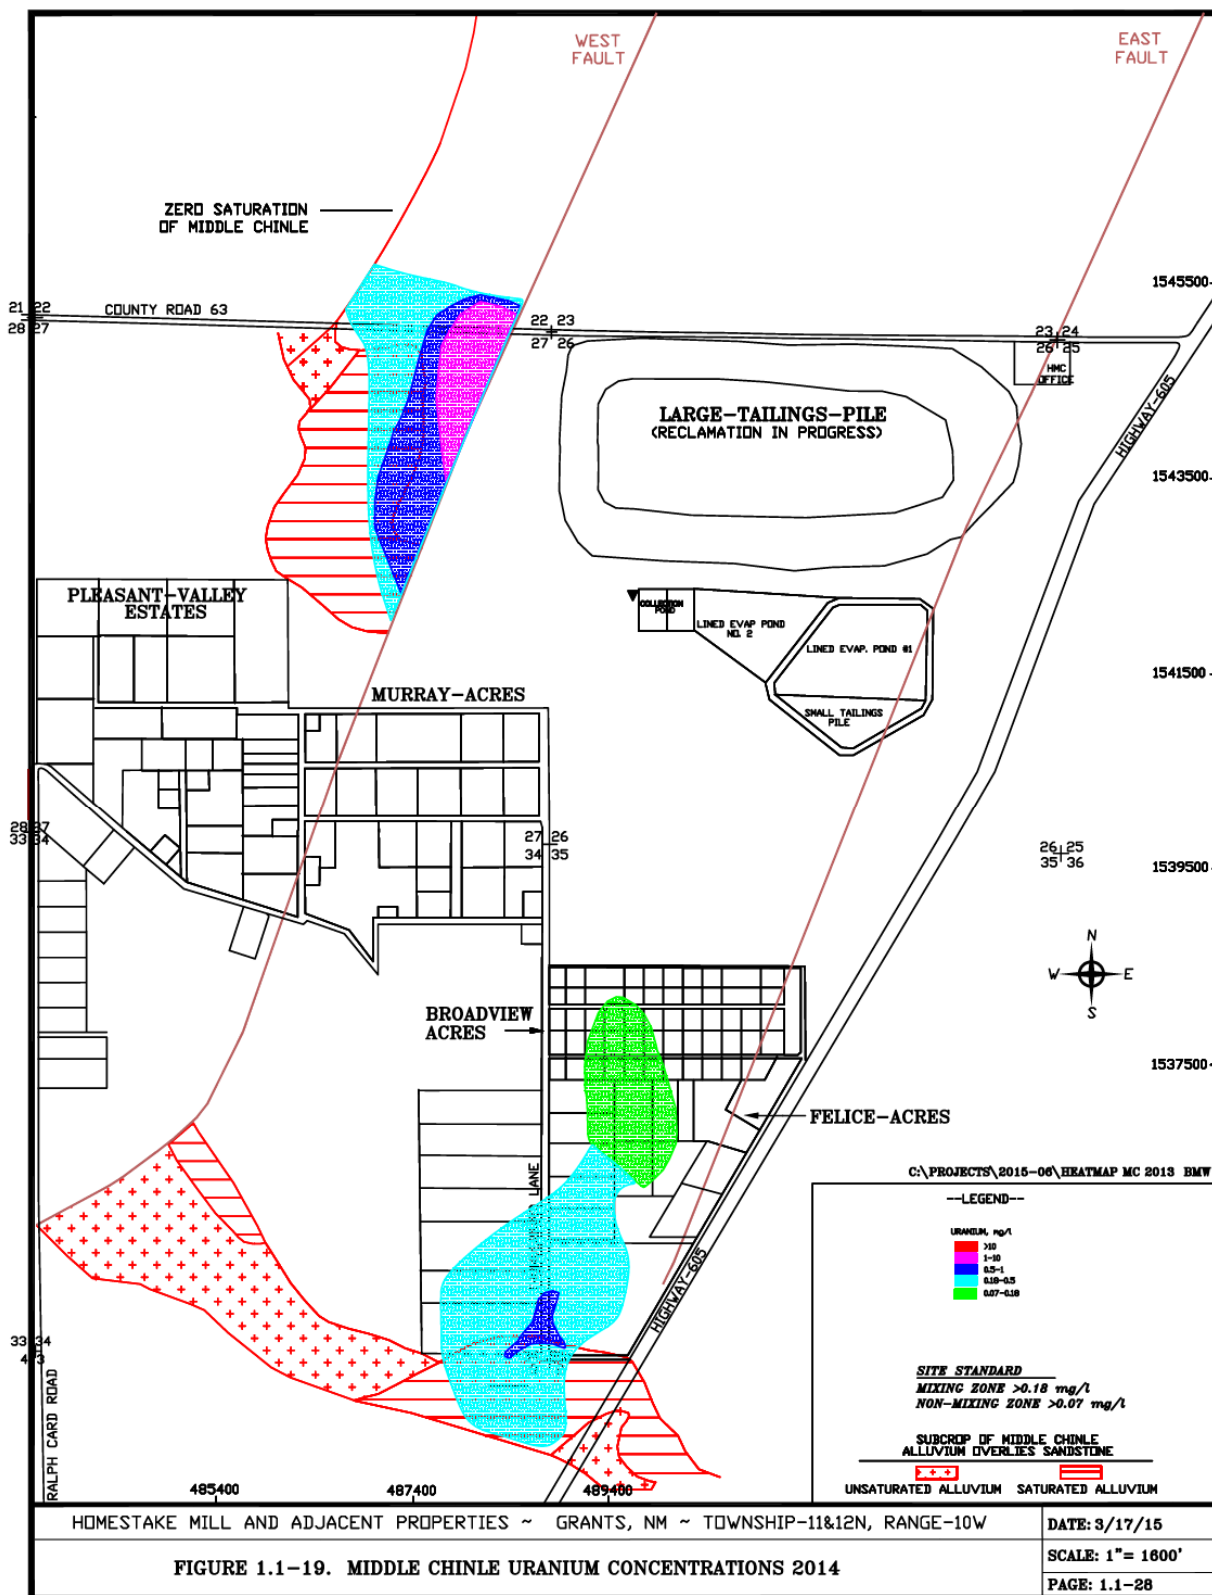 WEST
FAULT
EAST
FAULT
ZERO SATURATION
OF MIDDLE CHINLE
1545500
21 22
28 27
COUNTY ROAD 63
22 23
27 26
23 24
26 25
HMC
OFFICE
LARGE-TAILINGS-PILE
(RECLAMATION IN PROGRESS)
HIGHWAY-605
1543500
PLEASANT-VALLEY
ESTATES
COLLECTION
POND
LINED EVAP POND
NO. 2
LINED EVAP. POND #1
1541500
MURRAY-ACRES
SMALL TAILINGS
PILE
28 27
33 34
27 26
34 35
26 25
35 36
1539500
N
W E
S
BROADVIEW
ACRES
1537500
FELICE-ACRES
LANE
C:\PROJECTS\2015-06\HEATMAP MC 2013 BMW
--LEGEND--
URANIUM, mg/l
>10
1-10
0.5-1
0.18-0.5
0.07-0.18
HIGHWAY-605
33 34
4 3
SITE STANDARD
MIXING ZONE >0.18 mg/l
NON-MIXING ZONE >0.07 mg/l
RALPH CARD ROAD
SUBCROP OF MIDDLE CHINLE
ALLUVIUM OVERLIES SANDSTONE
UNSATURATED ALLUVIUM SATURATED ALLUVIUM
485400 487400 489400
HOMESTAKE MILL AND ADJACENT PROPERTIES ~ GRANTS, NM ~ TOWNSHIP-11&12N, RANGE-10W
DATE: 3/17/15
FIGURE 1.1-19. MIDDLE CHINLE URANIUM CONCENTRATIONS 2014
SCALE: 1"= 1600'
PAGE: 1.1-28